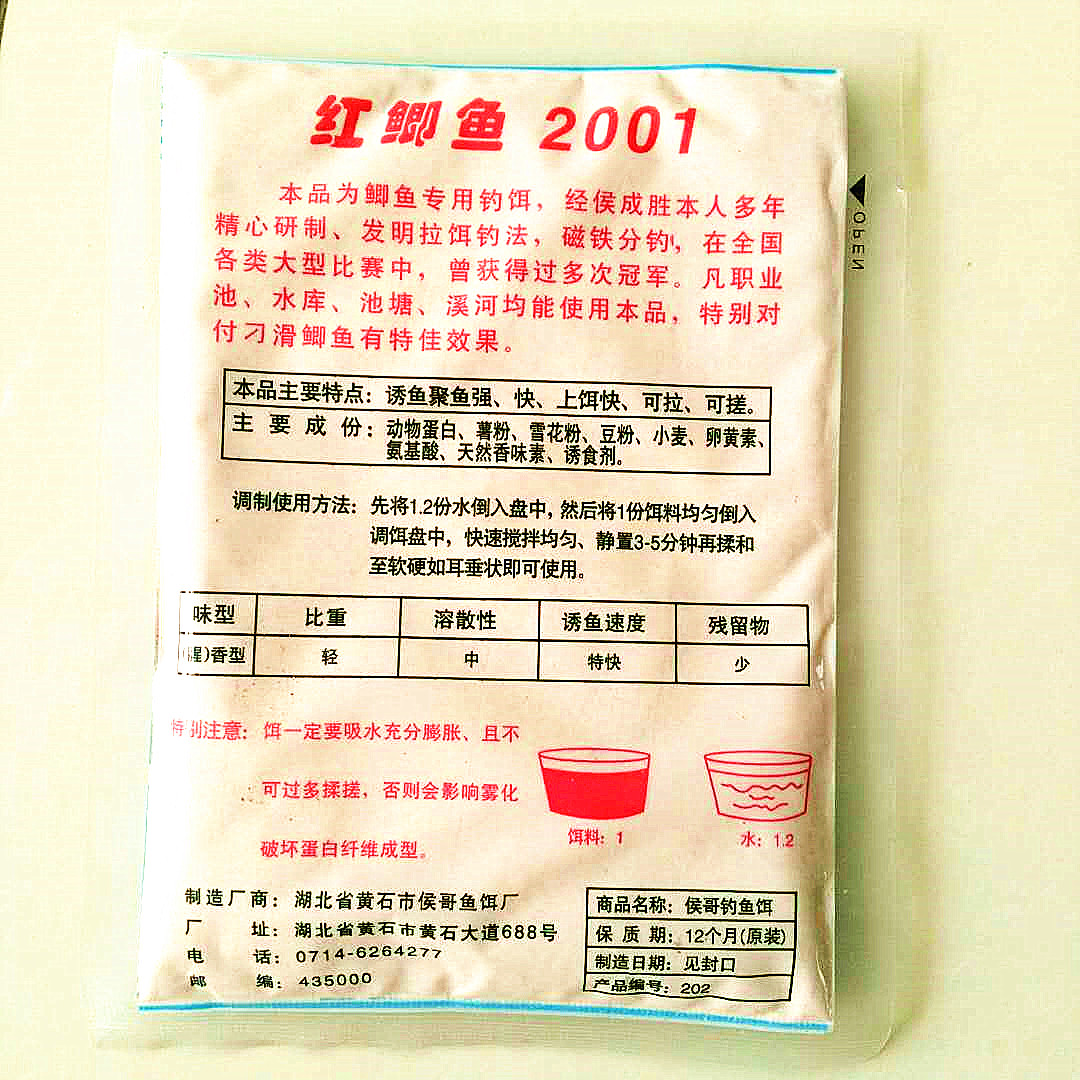 红鲫鱼 2001
本品为鲫鱼专用钓饵，经侯成胜本人多年
精心研制、发明拉饵钓法，磁铁分钓，在全国
各类大型比赛中，曾获得过多次冠军。凡职业
池、水库、池塘、溪河均能使用本品，特别对
付刁滑鲫鱼有特佳效果。
OPEN
本品主要特点：诱鱼聚鱼强、快、上饵快、可拉、可搓。
主要成份：动物蛋白、薯粉、雪花粉、豆粉、小麦、卵黄素、
氨基酸、天然香味素、诱食剂。
调制使用方法：先将1.2份水倒入盘中，然后将1份饵料均匀倒入
调饵盘中，快速搅拌均匀、静置3-5分钟再揉和
至软硬如耳垂状即可使用。
味型 比重 溶散性 诱鱼速度 残留物
(腥)香型 轻 中 特快 少
特别注意：饵一定要吸水充分膨胀、且不
可过多揉搓，否则会影响雾化
破坏蛋白纤维成型。
饵料：1 水：1.2
制造厂商：湖北省黄石市侯哥鱼饵厂
厂址：湖北省黄石市黄石大道688号
电话：0714-6264277
邮编：435000
商品名称：侯哥钓鱼饵
保质期：12个月(原装)
制造日期：见封口
产品编号：202